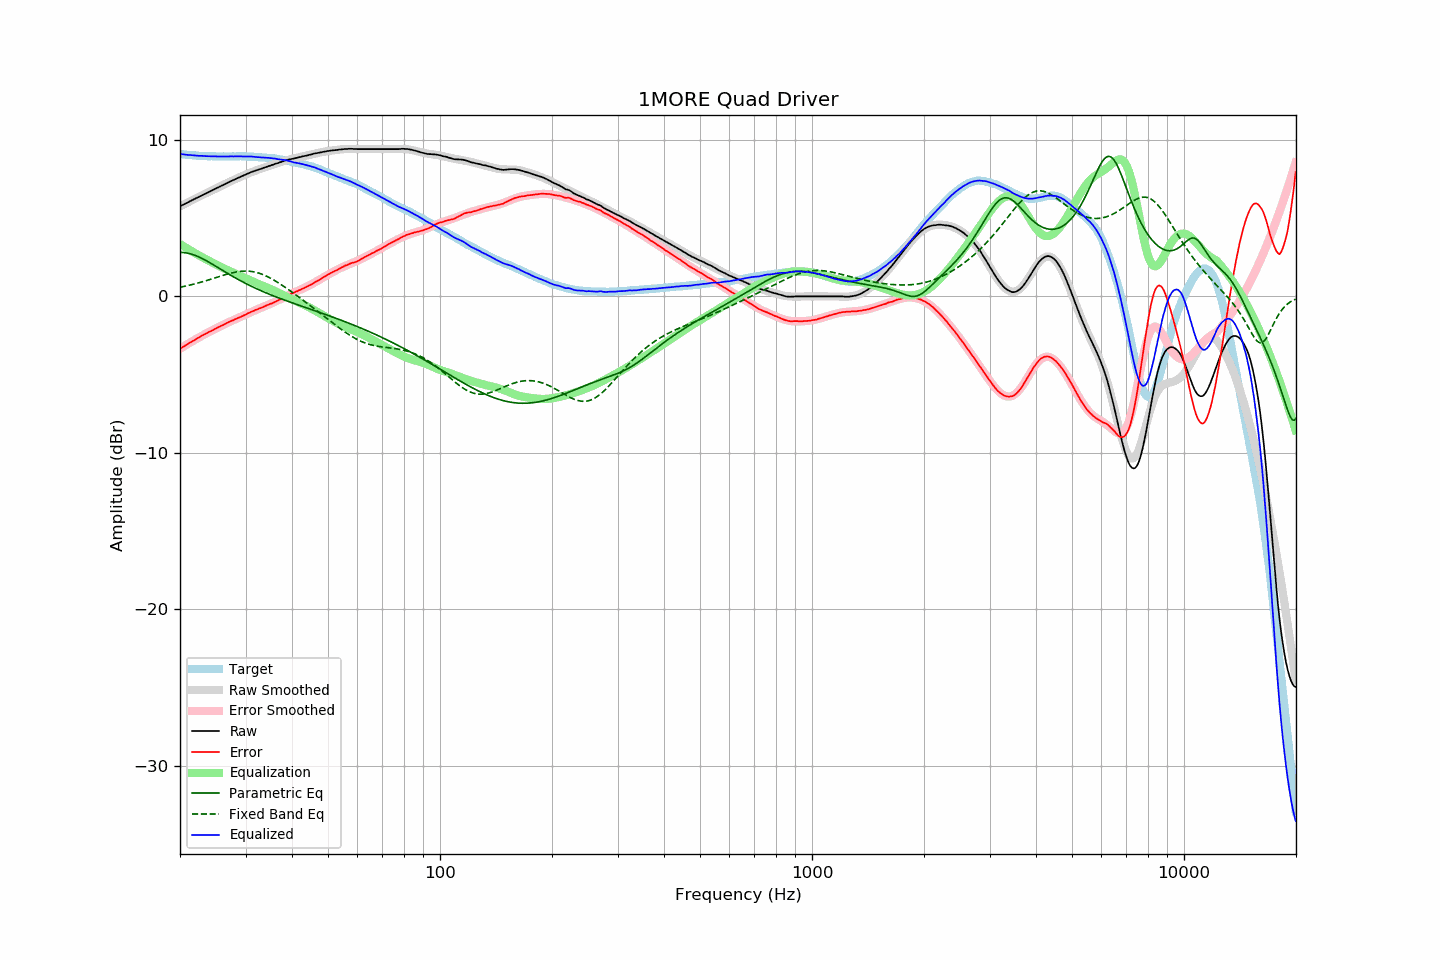 1MORE Quad Driver
10
0
−10
−20
−30
Amplitude (dBr)
Target
Raw Smoothed
Error Smoothed
Raw
Error
Equalization
Parametric Eq
Fixed Band Eq
Equalized
100
1000
10000
Frequency (Hz)